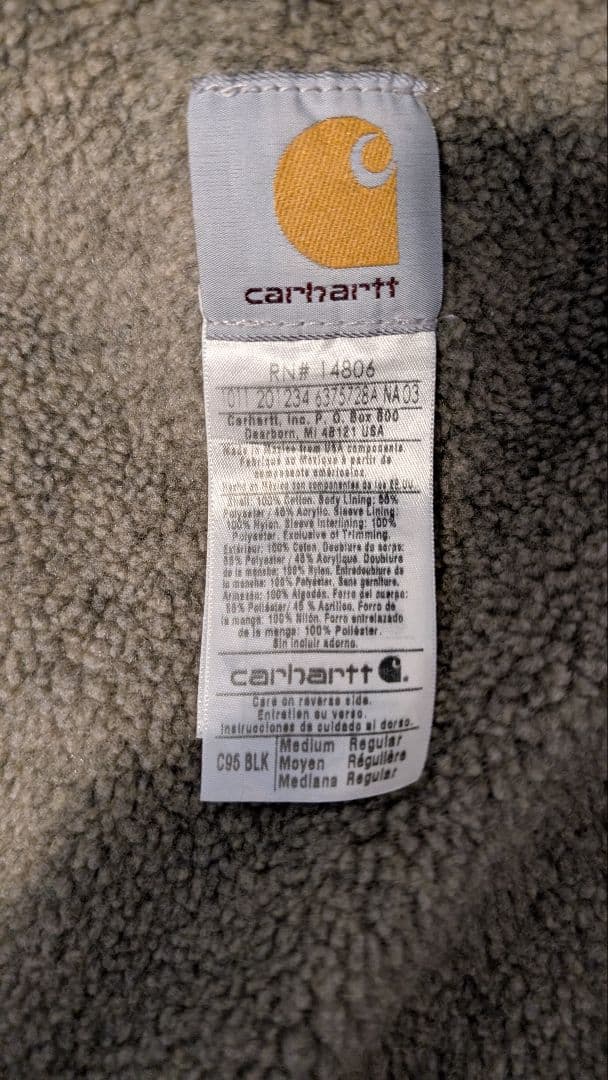 carhartt
RN# 14806
1011 201 234 6375728A NA 03
Carhartt, Inc. P. O. Box 600
Dearborn, MI 48121 USA
Made in Mexico from USA components
Fabriqué au Mexique à partir de
composants américains
Hecho en México con componentes de los EE.UU.
Shell: 100% Cotton. Body Lining: 55%
Polyester / 45% Acrylic. Sleeve Lining:
100% Nylon. Sleeve Interlining: 100%
Polyester. Exclusive of Trimming.
Extérieur: 100% Coton. Doublure du corps:
55% Polyester / 45% Acrylique. Doublure
de la manche: 100% Nylon. Entredoublure de
la manche: 100% Polyester. Sans garniture.
Armazón: 100% Algodón. Forro del cuerpo:
55% Poliéster/ 45 % Acrílico. Forro de
la manga: 100% Nilón. Forro entrelazado
de la manga: 100% Poliéster.
Sin incluir adorno.
carhartt
Care on reverse side.
Entretien au verso.
Instrucciones de cuidado al dorso.
C95 BLK
Medium Regular
Moyen Régulière
Mediana Regular